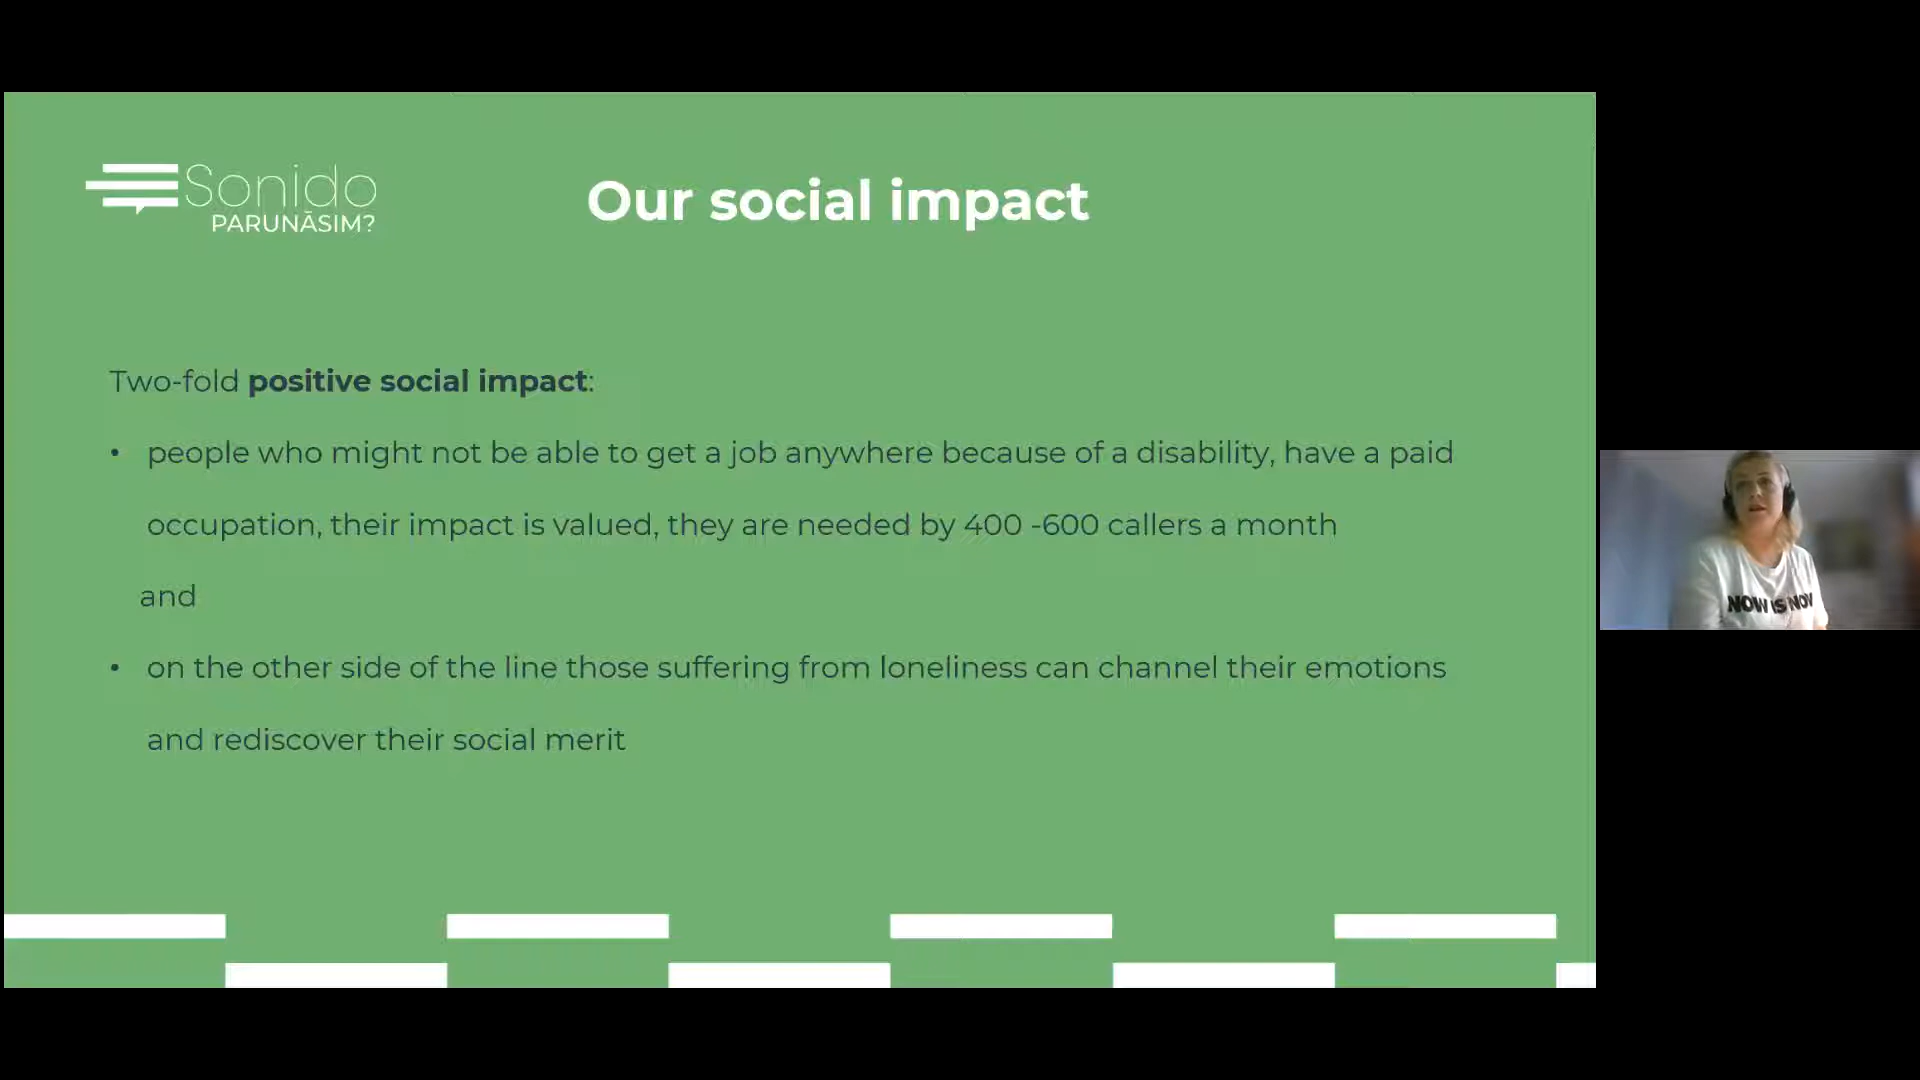 Sonido
PARUNĀSIM?
Our social impact
Two-fold positive social impact:
• people who might not be able to get a job anywhere because of a disability, have a paid
occupation, their impact is valued, they are needed by 400 -600 callers a month
and
• on the other side of the line those suffering from loneliness can channel their emotions
and rediscover their social merit
NOW IS NOW